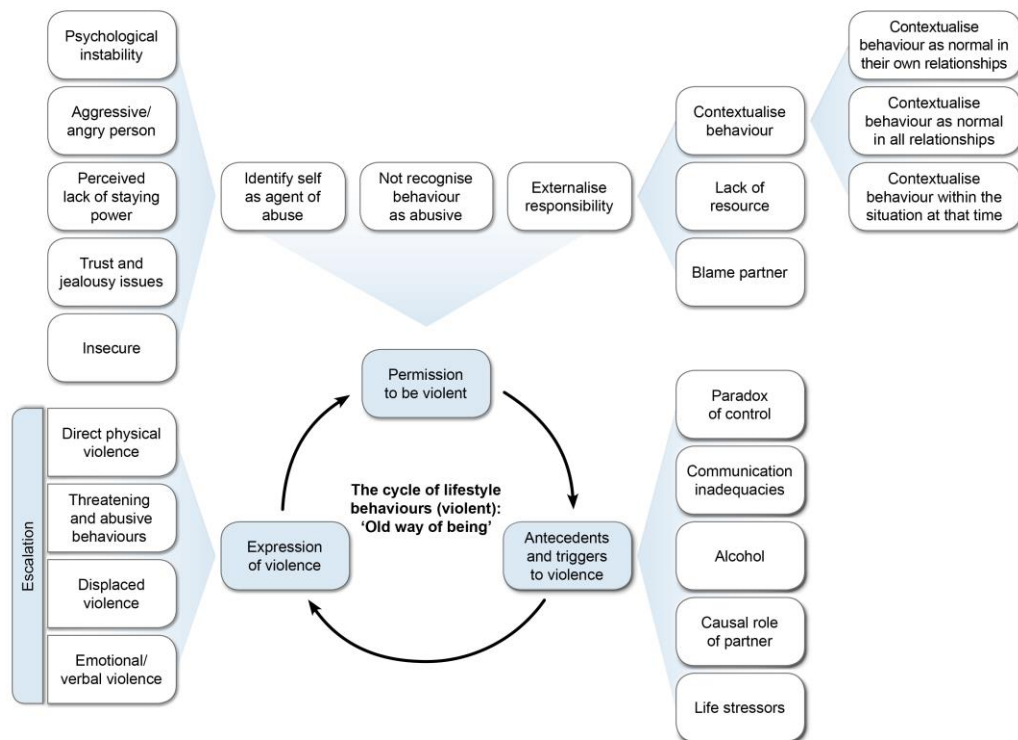 Psychological
instability
Aggressive/
angry person
Perceived
lack of staying
power
Trust and
jealousy issues
Insecure
Identify self
as agent of
abuse
Not recognise
behaviour
as abusive
Externalise
responsibility
Contextualise
behaviour
Lack of
resource
Blame partner
Contextualise
behaviour as normal in
their own relationships
Contextualise
behaviour as normal
in all relationships
Contextualise
behaviour within the
situation at that time
Permission
to be violent
The cycle of lifestyle
behaviours (violent):
‘Old way of being’
Expression
of violence
Antecedents
and triggers
to violence
Escalation
Direct physical
violence
Threatening
and abusive
behaviours
Displaced
violence
Emotional/
verbal violence
Paradox
of control
Communication
inadequacies
Alcohol
Causal role
of partner
Life stressors